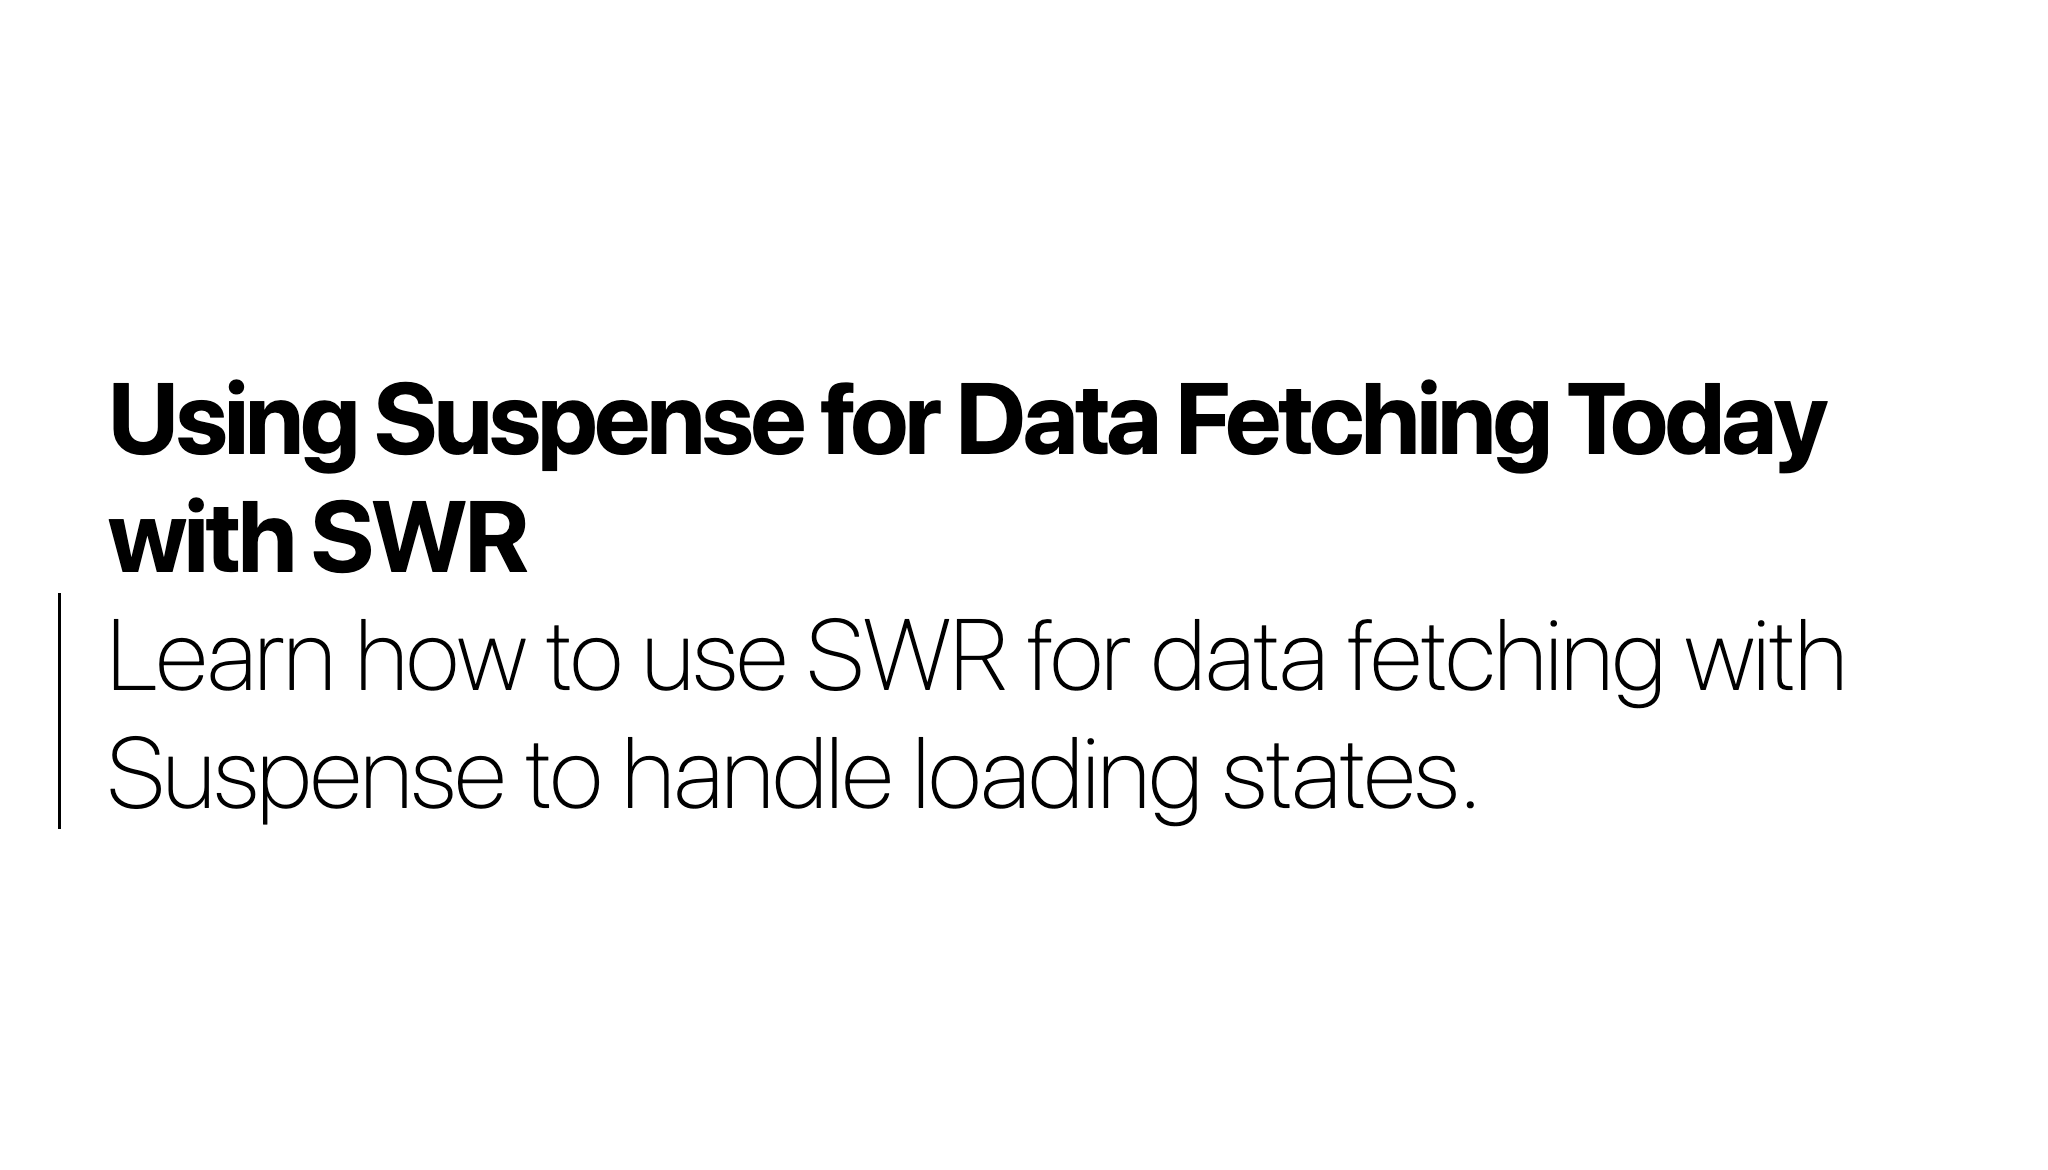 Using Suspense for Data Fetching Today
with SWR
Learn how to use SWR for data fetching with
Suspense to handle loading states.